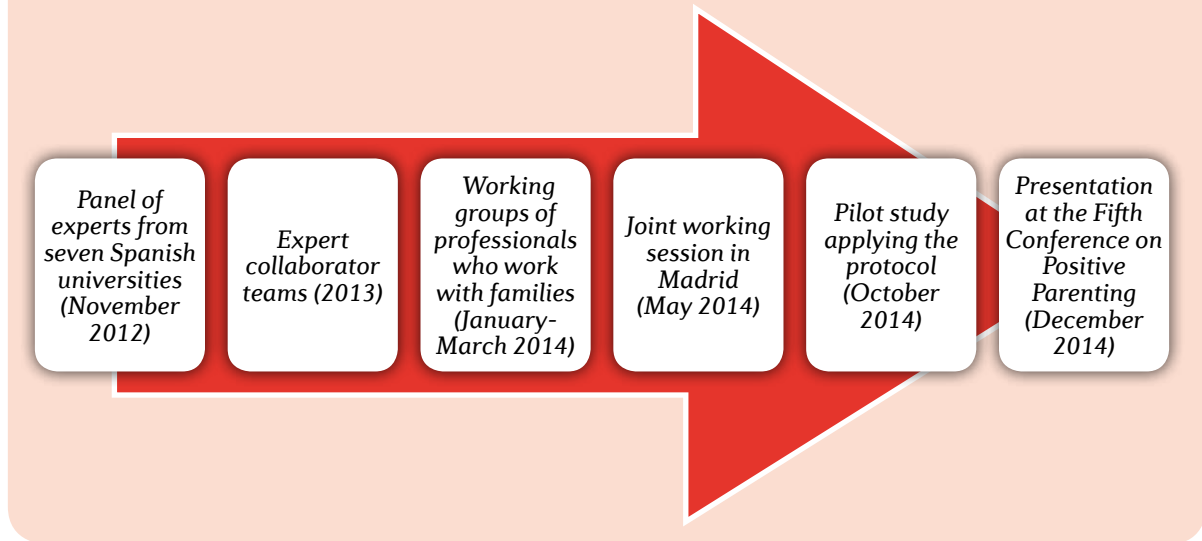 Panel of
experts from
seven Spanish
universities
(November
2012)
Expert
collaborator
teams (2013)
Working
groups of
professionals
who work
with families
(January-
March 2014)
Joint working
session in
Madrid
(May 2014)
Pilot study
applying the
protocol
(October
2014)
Presentation
at the Fifth
Conference on
Positive
Parenting
(December
2014)